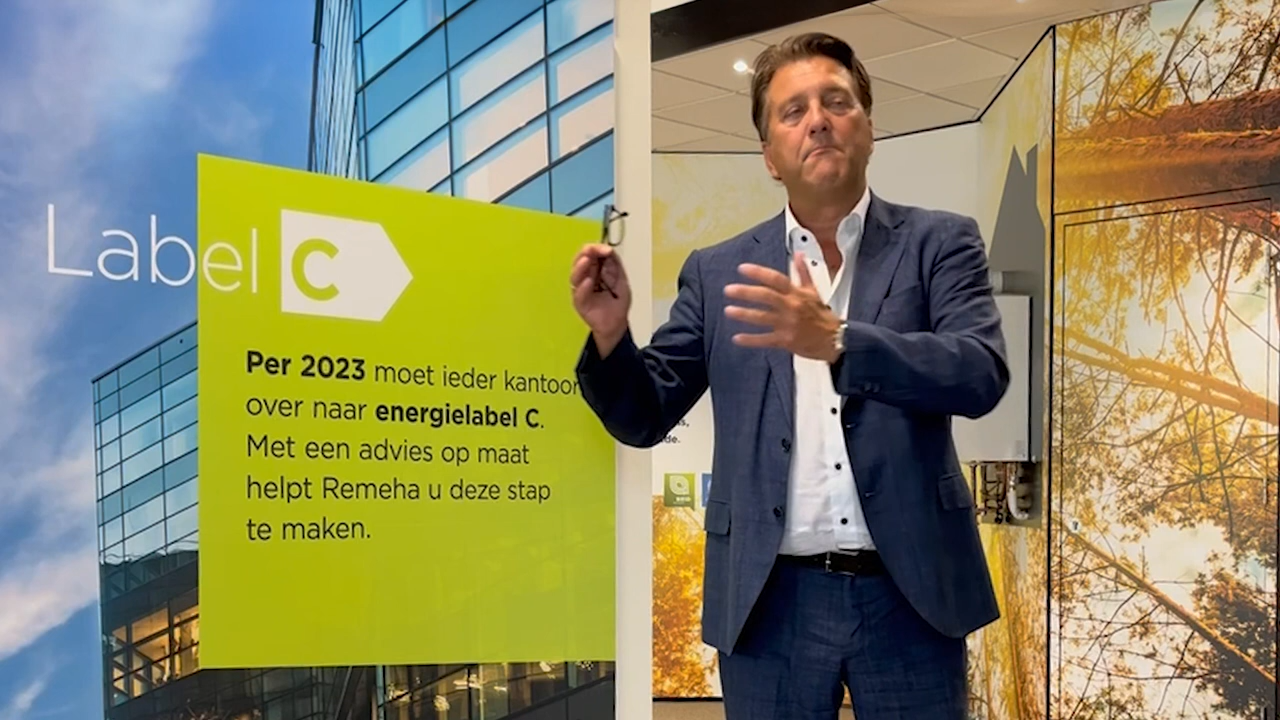 Label C
Per 2023 moet ieder kantoor
over naar energielabel C.
Met een advies op maat
helpt Remeha u deze stap
te maken.